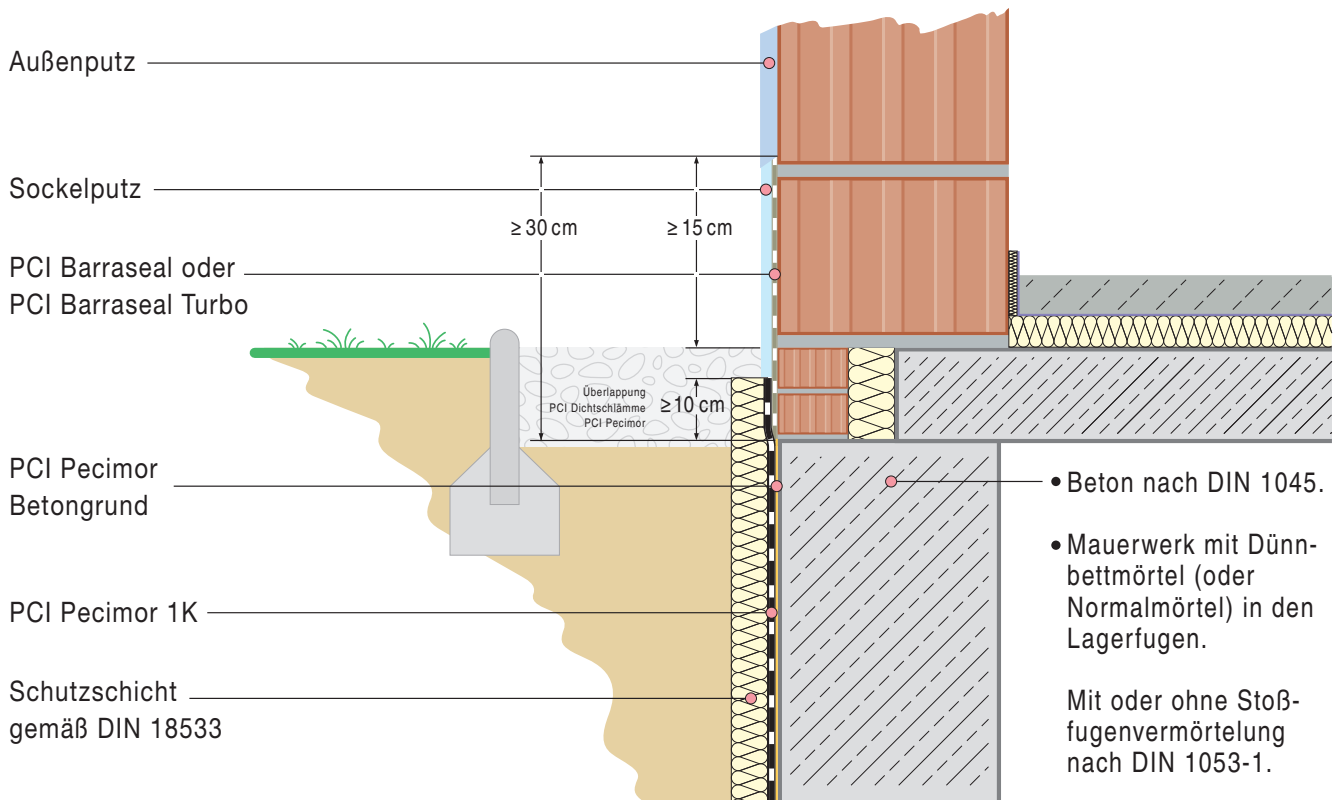 Außenputz
Sockelputz
≥ 30 cm
≥ 15 cm
PCI Barraseal oder
PCI Barraseal Turbo
Überlappung
PCI Dichtschlämme
PCI Pecimor
≥ 10 cm
PCI Pecimor
Betongrund
PCI Pecimor 1K
Schutzschicht
gemäß DIN 18533
• Beton nach DIN 1045.
• Mauerwerk mit Dünn-
bettmörtel (oder
Normalmörtel) in den
Lagerfugen.
Mit oder ohne Stoß-
fugenvermörtelung
nach DIN 1053-1.